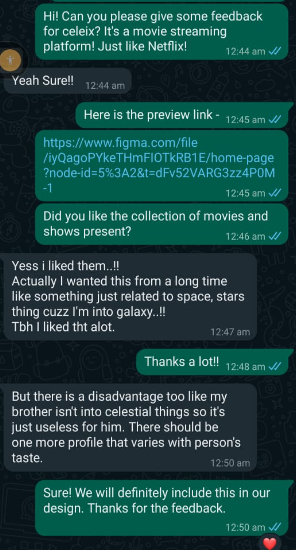 Hi! Can you please give some feedback
for celeix? It's a movie streaming
platform! Just like Netflix!
12:44 am
Yeah Sure!! 12:44 am
Here is the preview link - 12:45 am
https://www.figma.com/file
/iyQagoPYkeTHmFIOTkRB1E/home-page
?node-id=5%3A2&t=dFv52VARG3zz4P0M
-1
12:45 am
Did you like the collection of movies and
shows present?
12:46 am
Yess i liked them..!!
Actually I wanted this from a long time
like something just related to space, stars
thing cuzz I'm into galaxy..!!
Tbh I liked tht alot.
12:47 am
Thanks a lot!! 12:48 am
But there is a disadvantage too like my
brother isn't into celestial things so it's
just useless for him. There should be
one more profile that varies with person's
taste.
12:50 am
Sure! We will definitely include this in our
design. Thanks for the feedback.
12:50 am